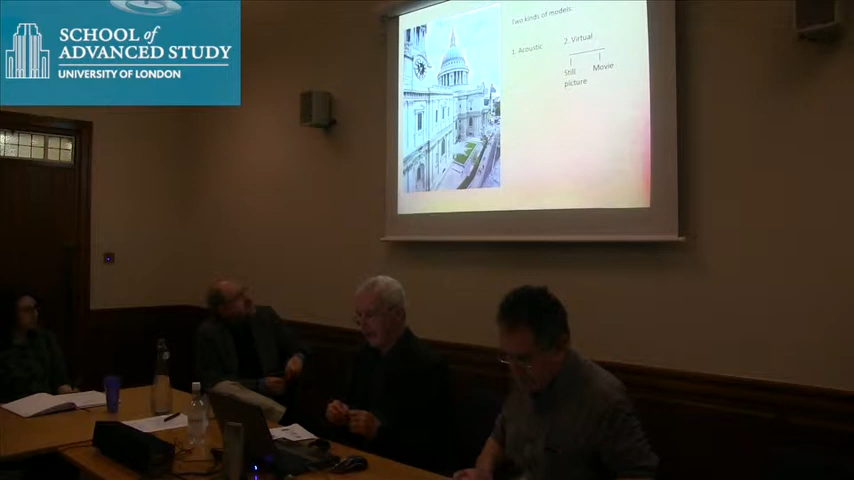 SCHOOL of
ADVANCED STUDY
UNIVERSITY OF LONDON
Two kinds of models:
1. Acoustic
2. Virtual
Still
picture
Movie